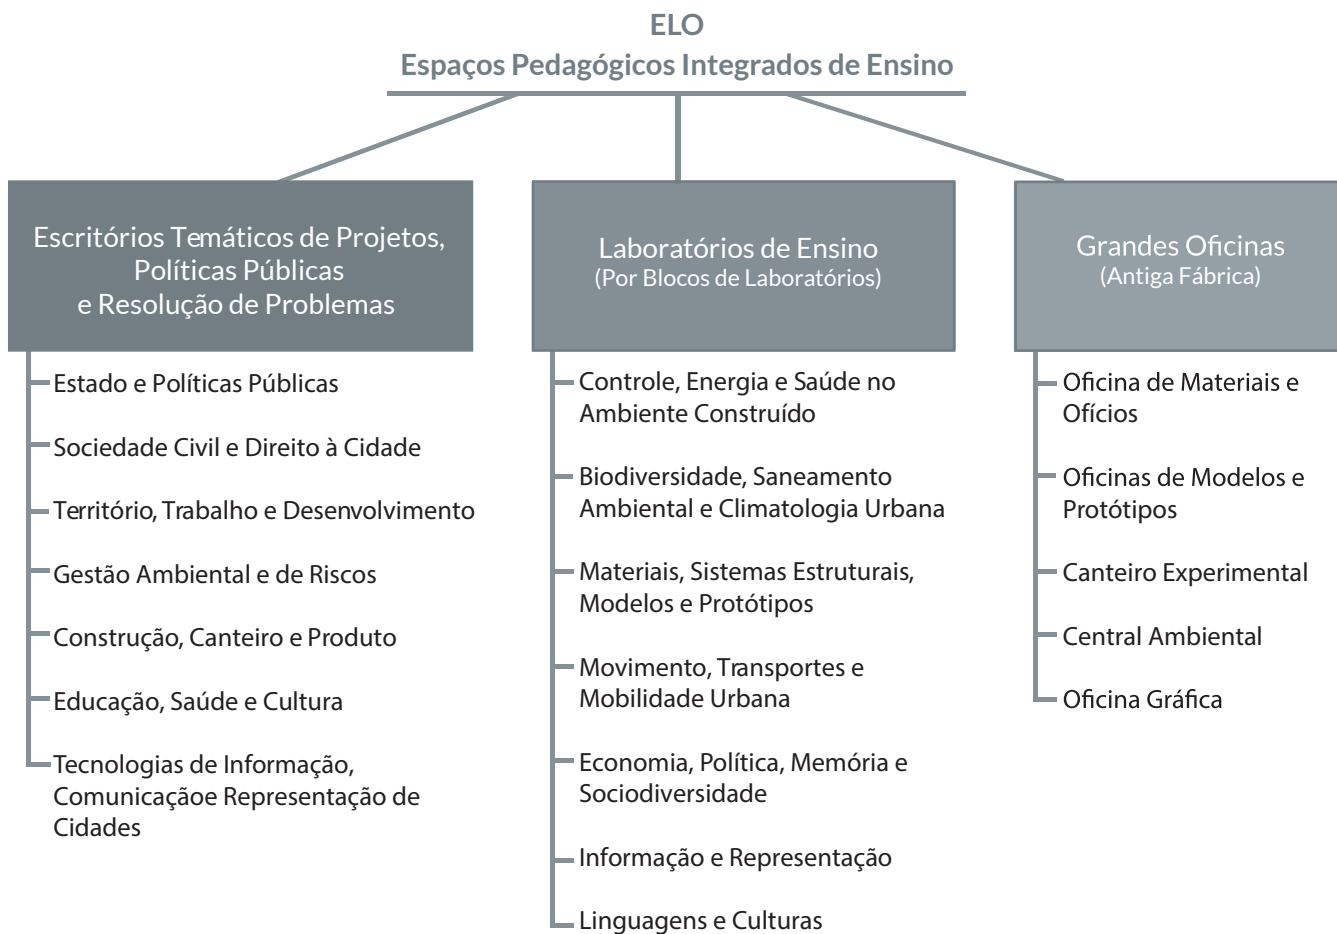 ELO
Espaços Pedagógicos Integrados de Ensino
Escritórios Temáticos de Projetos,
Políticas Públicas
e Resolução de Problemas
Estado e Políticas Públicas
Sociedade Civil e Direito à Cidade
Território, Trabalho e Desenvolvimento
Gestão Ambiental e de Riscos
Construção, Canteiro e Produto
Educação, Saúde e Cultura
Tecnologias de Informação,
Comunicaçãoe Representação de
Cidades
Laboratórios de Ensino
(Por Blocos de Laboratórios)
Controle, Energia e Saúde no
Ambiente Construído
Biodiversidade, Saneamento
Ambiental e Climatologia Urbana
Materiais, Sistemas Estruturais,
Modelos e Protótipos
Movimento, Transportes e
Mobilidade Urbana
Economia, Política, Memória e
Sociodiversidade
Informação e Representação
Linguagens e Culturas
Grandes Oficinas
(Antiga Fábrica)
Oficina de Materiais e
Ofícios
Oficinas de Modelos e
Protótipos
Canteiro Experimental
Central Ambiental
Oficina Gráfica